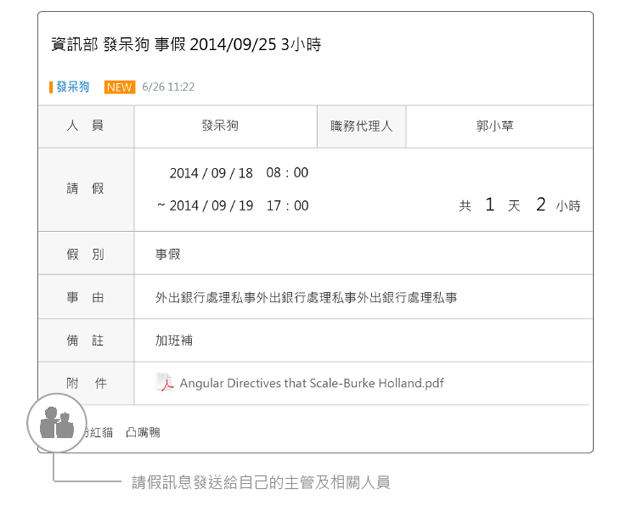 資訊部 發呆狗 事假 2014/09/25 3小時
發呆狗 NEW 6/26 11:22
人 員 發呆狗 職務代理人 郭小草
請 假 2014 / 09 / 18 08 : 00
~ 2014 / 09 / 19 17 : 00 共 1 天 2 小時
假 別 事假
事 由 外出銀行處理私事外出銀行處理私事外出銀行處理私事
備 註 加班補
附 件 Angular Directives that Scale-Burke Holland.pdf
紅貓 凸嘴鴨
請假訊息發送給自己的主管及相關人員